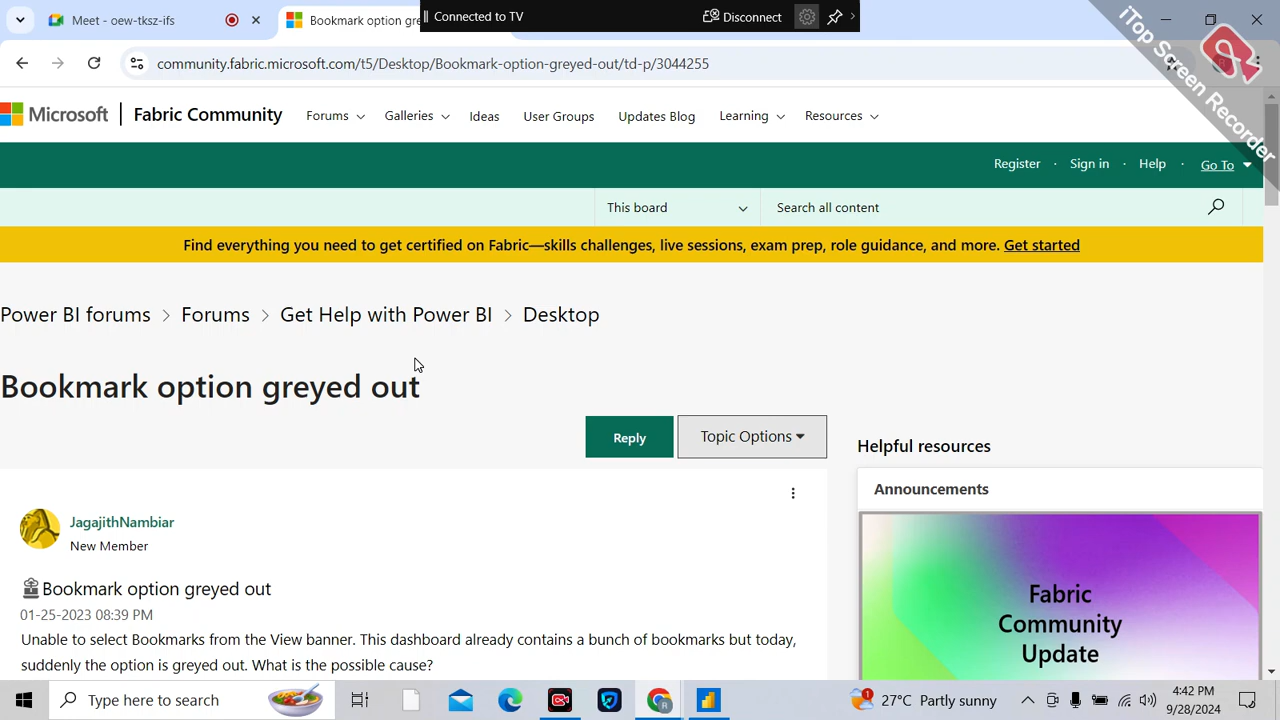 Meet - oew-tksz-ifs
Bookmark option gre
Connected to TV
Disconnect
iTop Screen Recorder
community.fabric.microsoft.com/t5/Desktop/Bookmark-option-greyed-out/td-p/3044255
Microsoft
Fabric Community
Forums
Galleries
Ideas
User Groups
Updates Blog
Learning
Resources
Register · Sign in · Help · Go To
This board
Search all content
Find everything you need to get certified on Fabric—skills challenges, live sessions, exam prep, role guidance, and more. Get started
Power BI forums > Forums > Get Help with Power BI > Desktop
Bookmark option greyed out
Reply
Topic Options
Helpful resources
Announcements
JagajithNambiar
New Member
Bookmark option greyed out
01-25-2023 08:39 PM
Unable to select Bookmarks from the View banner. This dashboard already contains a bunch of bookmarks but today,
suddenly the option is greyed out. What is the possible cause?
Fabric
Community
Update
Type here to search
R
1
27°C Partly sunny
4:42 PM
9/28/2024